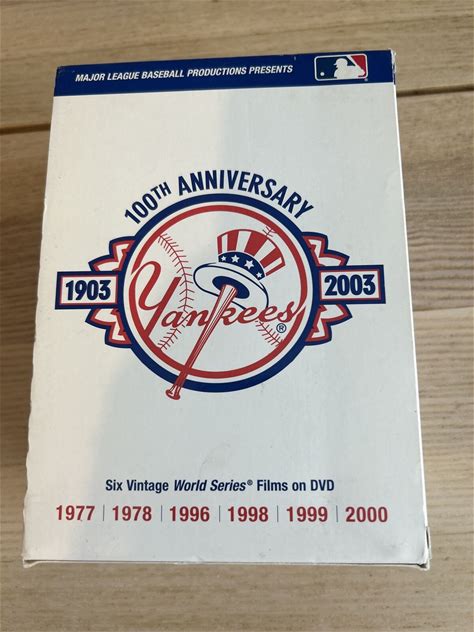 MAJOR LEAGUE BASEBALL PRODUCTIONS PRESENTS
100TH ANNIVERSARY
1903
2003
Yankees®
Six Vintage World Series® Films on DVD
1977 | 1978 | 1996 | 1998 | 1999 | 2000